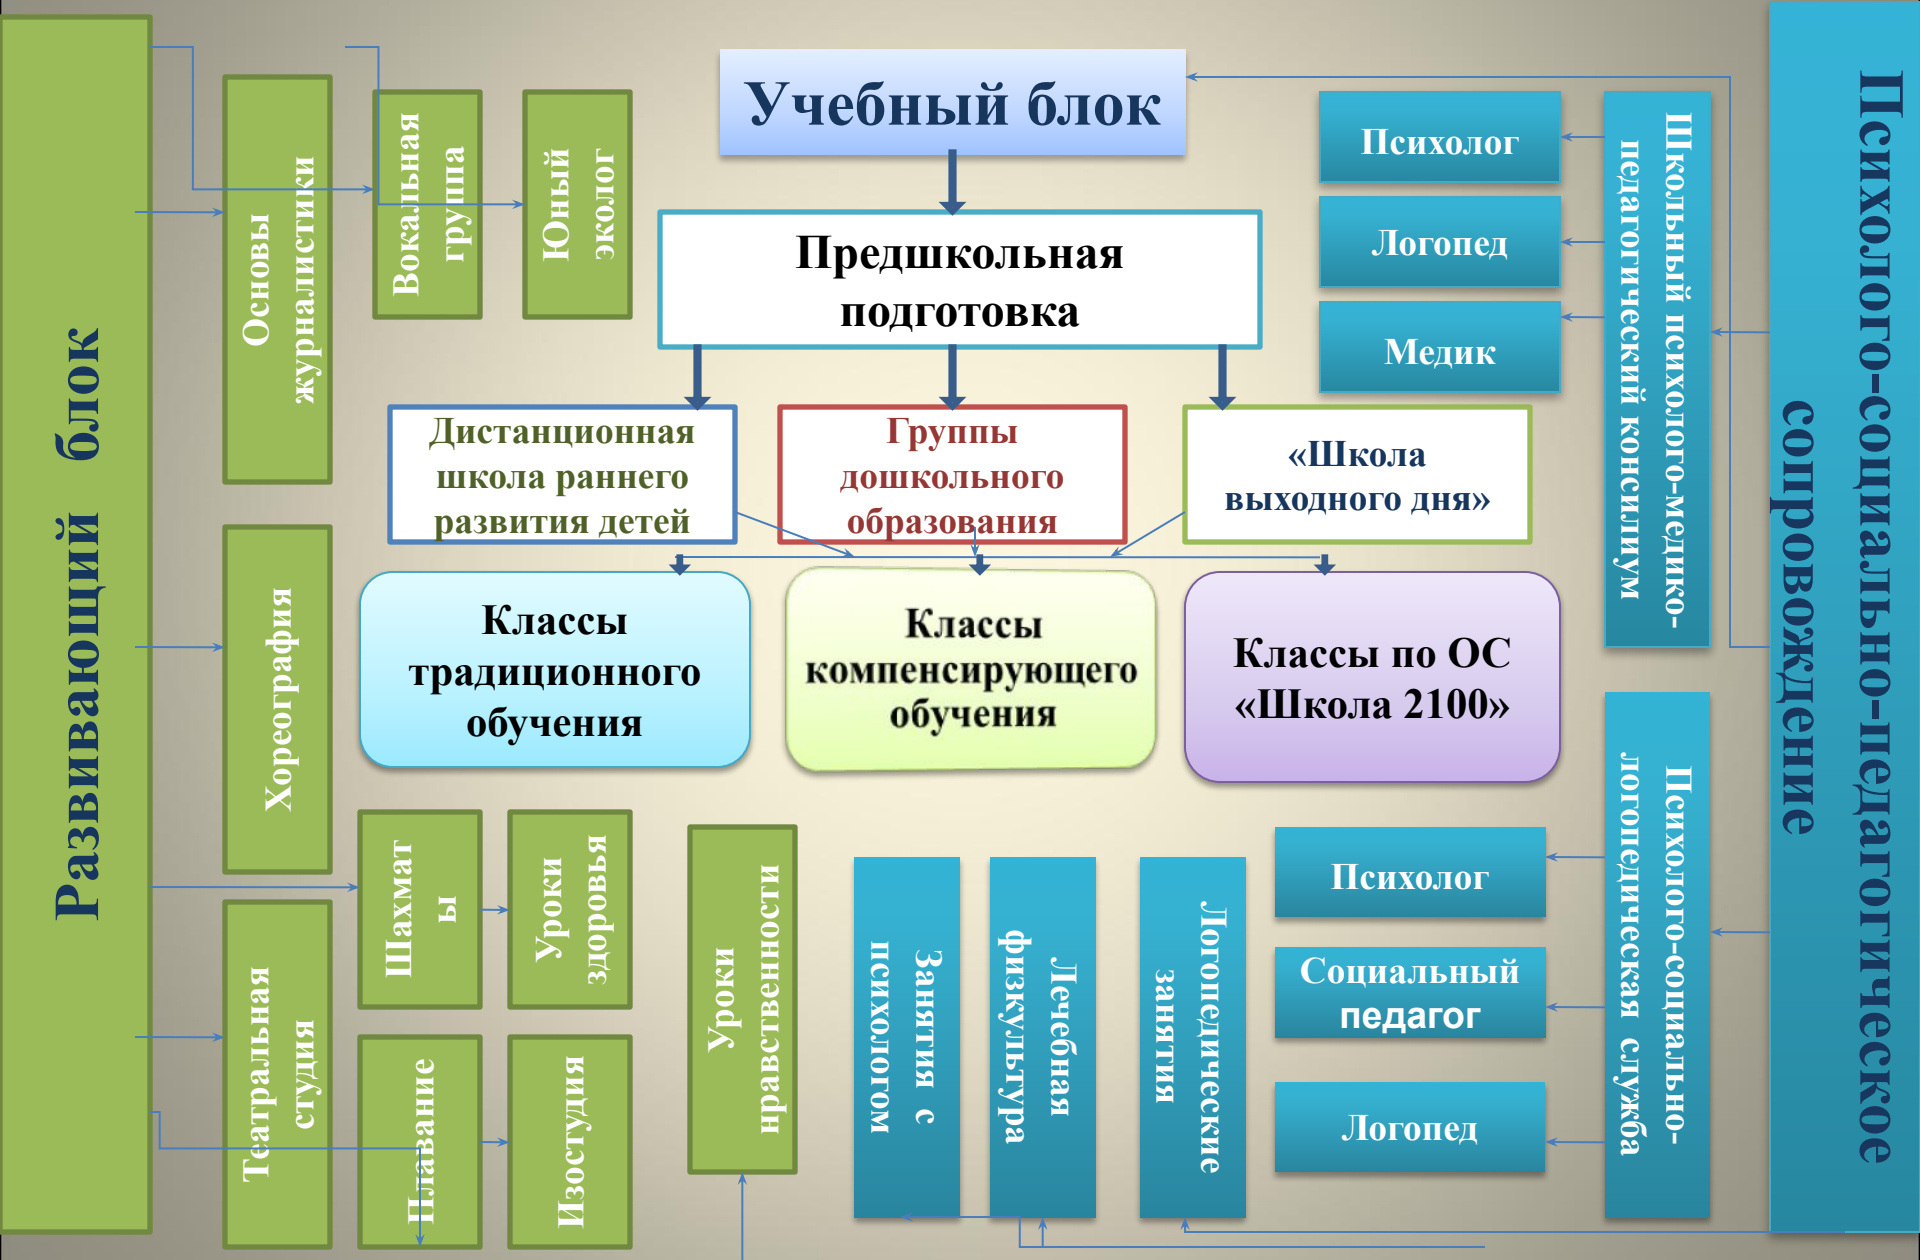 Развивающий блок
Основы
журналистики
Вокальная
группа
Юный
эколог
Хореография
Шахмат
ы
Уроки
здоровья
Театральная
студия
Плавание
Изостудия
Уроки
нравственности
Учебный блок
Предшкольная
подготовка
Дистанционная
школа раннего
развития детей
Группы
дошкольного
образования
«Школа
выходного дня»
Классы
традиционного
обучения
Классы
компенсирующего
обучения
Классы по ОС
«Школа 2100»
Занятия с
психологом
Лечебная
физкультура
Логопедические
занятия
Психолог
Логопед
Медик
Школьный психолого-медико-
педагогический консилиум
Психолог
Социальный
педагог
Логопед
Психолого-социально-
логопедическая служба
Психолого-социально-педагогическое
сопровождение